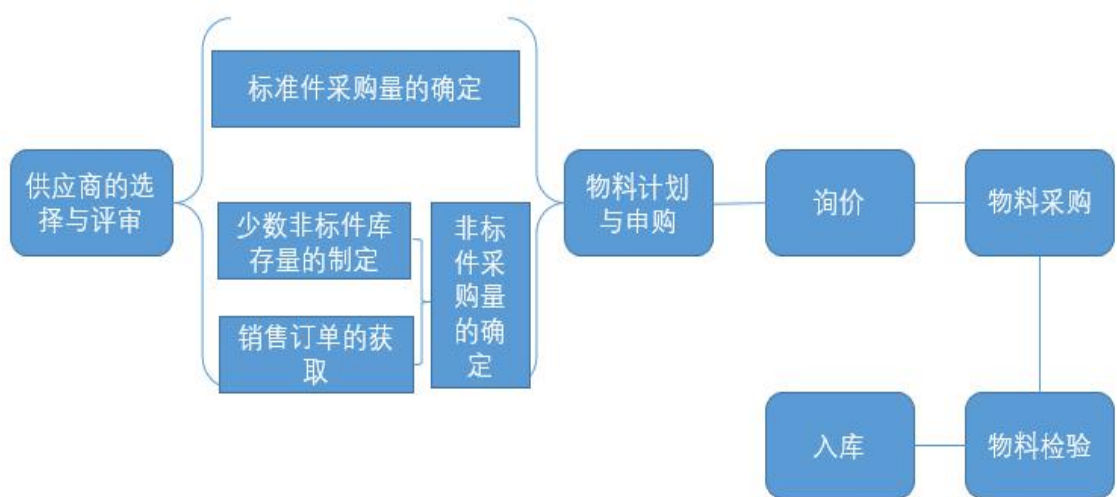 标准件采购量的确定
供应商的选
择与评审
少数非标件库
存量的制定
销售订单的获
取
非标
件采
购量
的确
定
物料计划
与申购
询价
物料采购
物料检验
入库